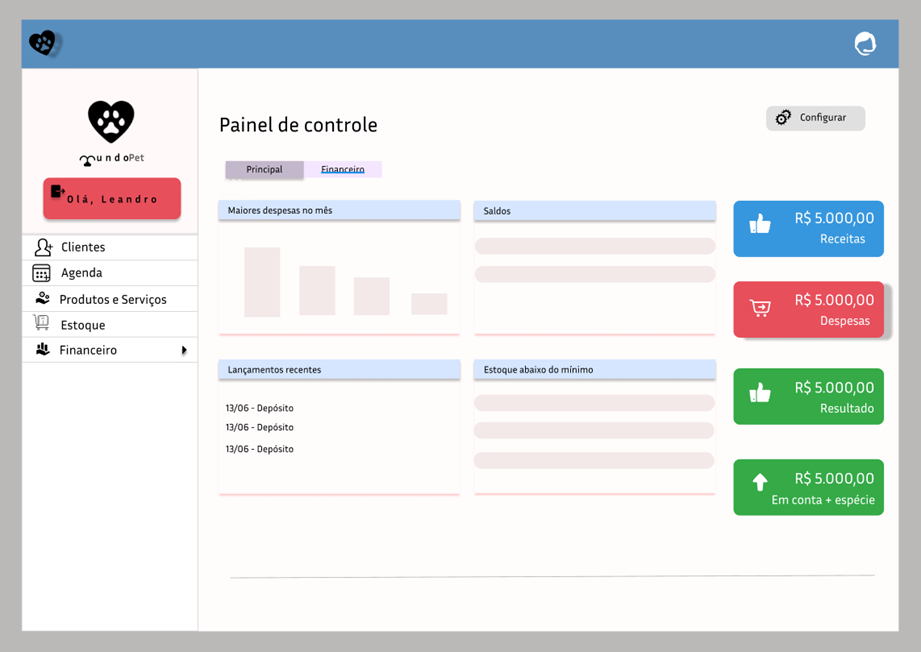 mundoPet
Olá, Leandro
Clientes
Agenda
Produtos e Serviços
Estoque
Financeiro
Painel de controle
Configurar
Principal
Financeiro
Maiores despesas no mês
Saldos
Lançamentos recentes
13/06 - Depósito
13/06 - Depósito
13/06 - Depósito
Estoque abaixo do mínimo
R$ 5.000,00
Receitas
R$ 5.000,00
Despesas
R$ 5.000,00
Resultado
R$ 5.000,00
Em conta + espécie